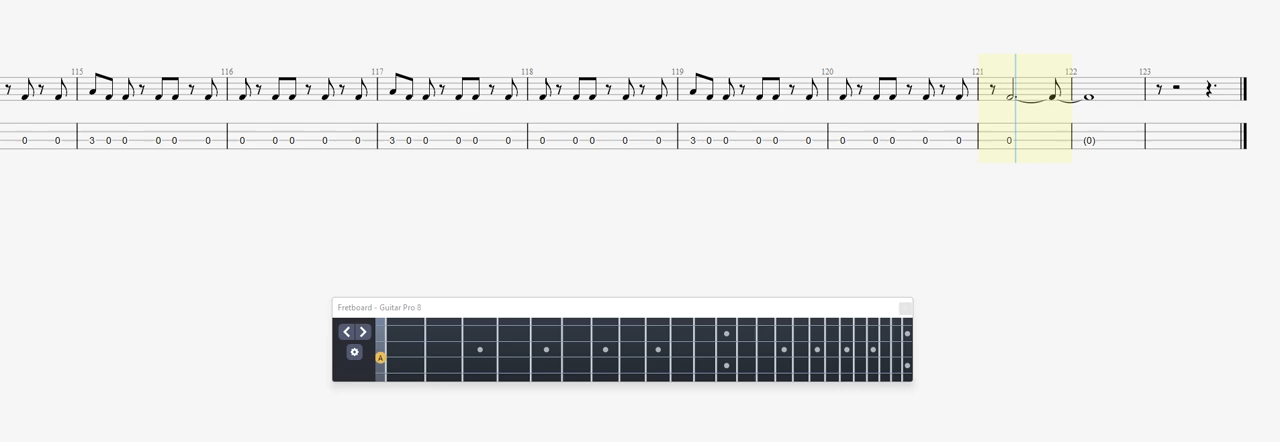 115 116 117 118 119 120 121 122 123
0 0 3 0 0 0 0 0 0 0 0 0 0 3 0 0 0 0 0 0 0 0 0 0 3 0 0 0 0 0 0 0 0 0 0 0 (0)
Fretboard - Guitar Pro 8
A